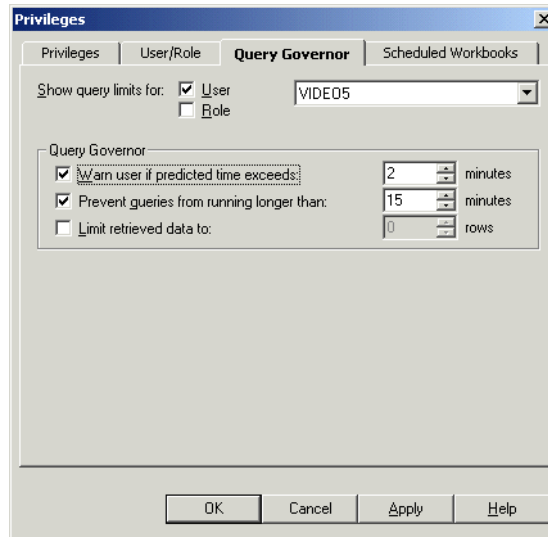 Privileges
Privileges User/Role Query Governor Scheduled Workbooks
Show query limits for: User VIDEO5
Role
Query Governor
Warn user if predicted time exceeds: 2 minutes
Prevent queries from running longer than: 15 minutes
Limit retrieved data to: 0 rows
OK Cancel Apply Help